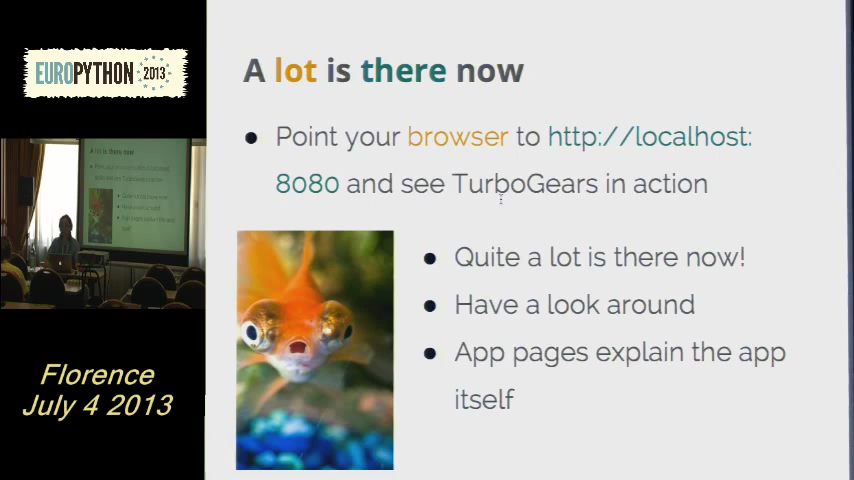 EUROPYTHON 2013
A lot is there now
Point your browser to http://localhost:
8080 and see TurboGears in action
Quite a lot is there now!
Have a look around
App pages explain the app
itself
Florence
July 4 2013